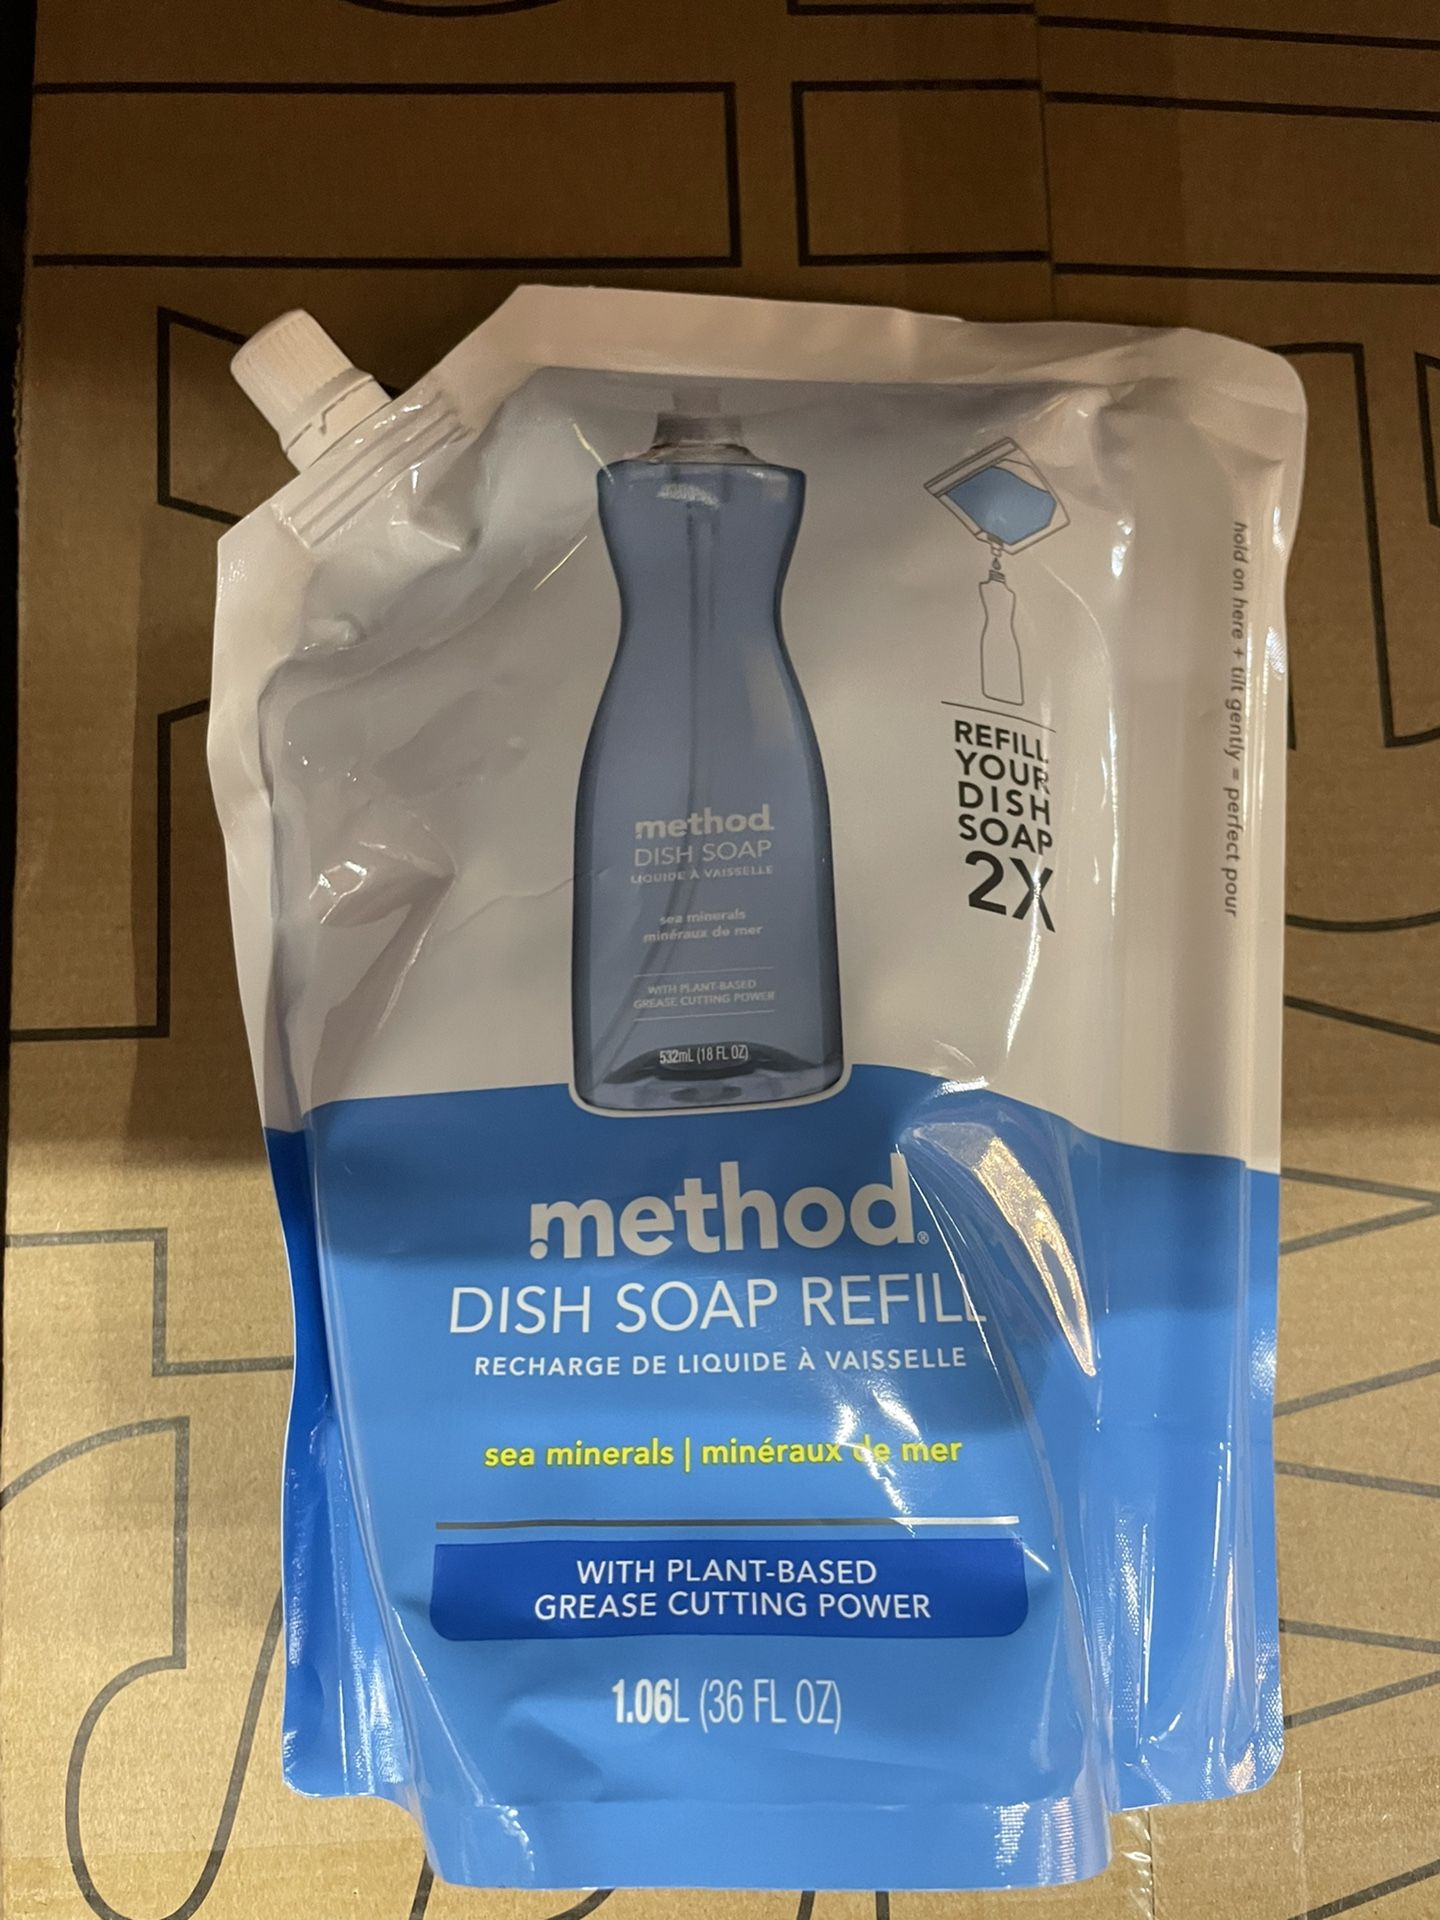 method
DISH SOAP
LIQUIDE À VAISSELLE
sea minerals
minéraux de mer
WITH PLANT-BASED
GREASE CUTTING POWER
532mL (18 FL OZ)
REFILL
YOUR
DISH
SOAP
2X
hold on here + tilt gently = perfect pour
method®
DISH SOAP REFILL
RECHARGE DE LIQUIDE À VAISSELLE
sea minerals | minéraux de mer
WITH PLANT-BASED
GREASE CUTTING POWER
1.06L (36 FL OZ)